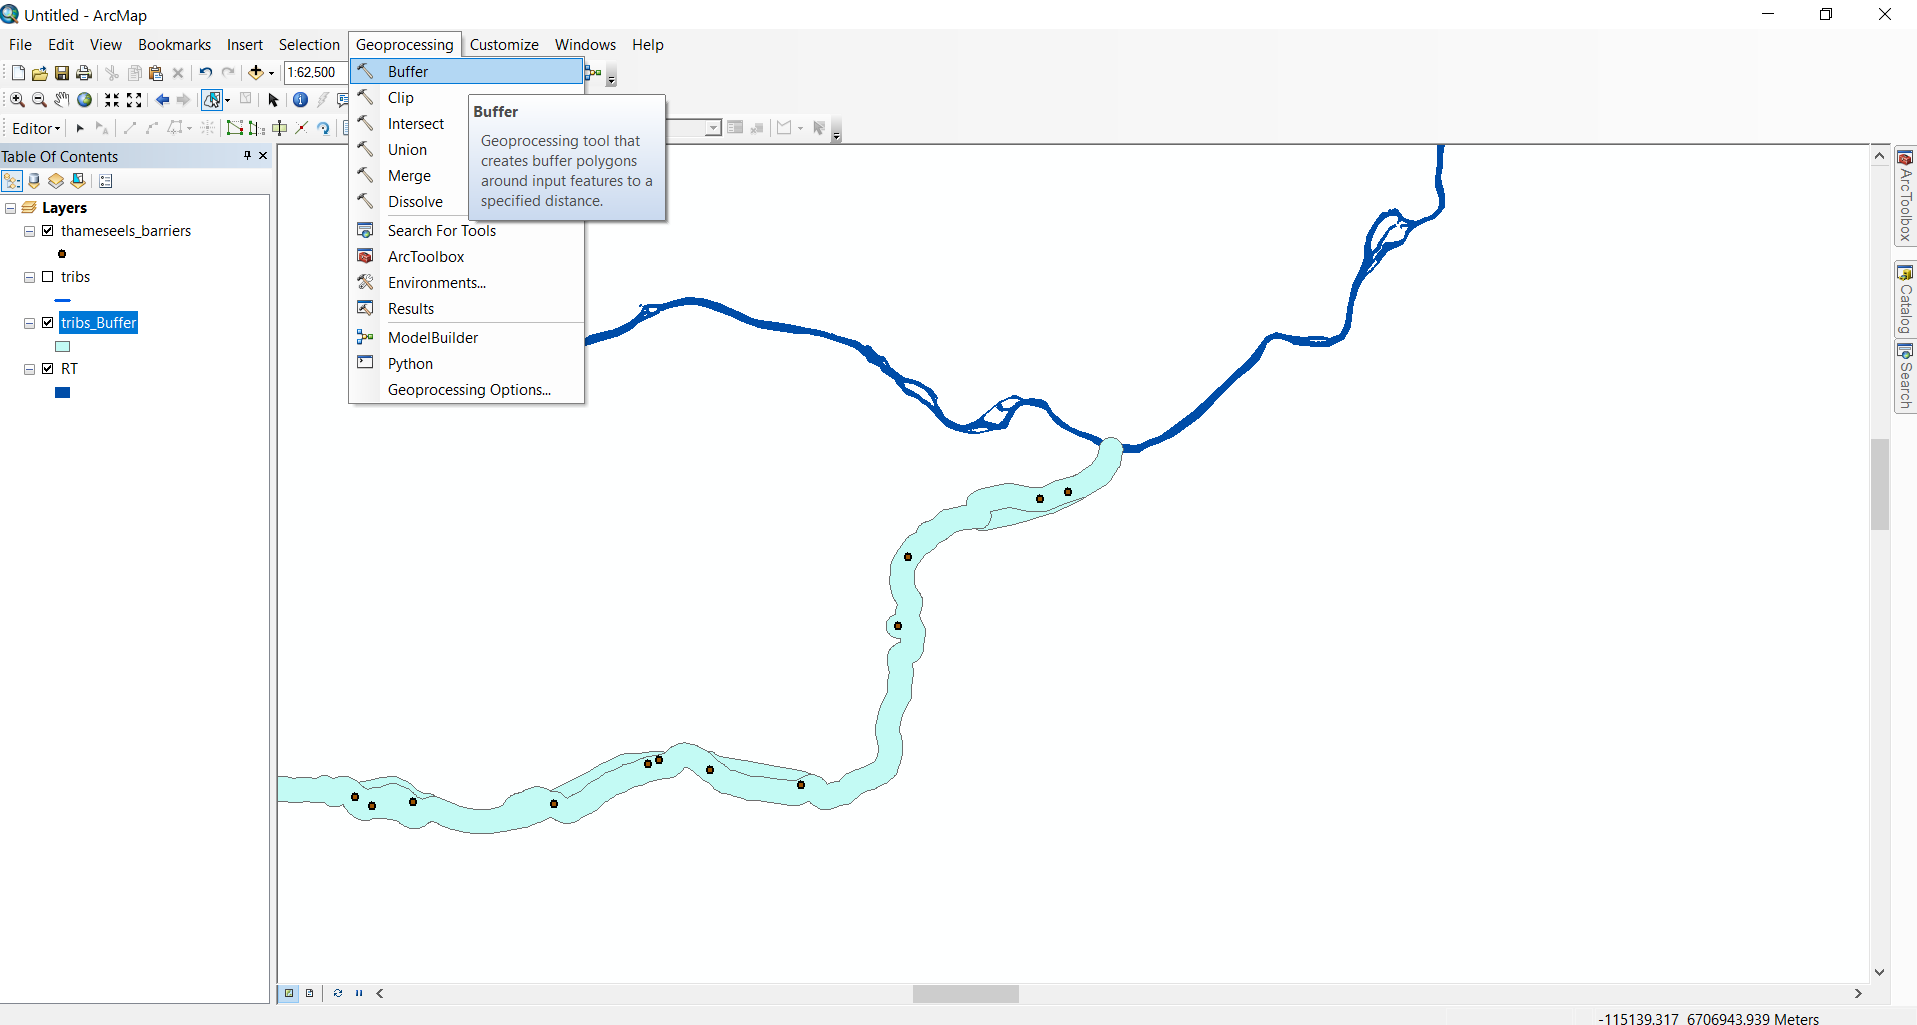 Untitled - ArcMap
File Edit View Bookmarks Insert Selection Geoprocessing Customize Windows Help
1:62,500
Editor
Table Of Contents
Layers
thameseels_barriers
tribs
tribs_Buffer
RT
Buffer
Clip
Intersect
Union
Merge
Dissolve
Search For Tools
ArcToolbox
Environments...
Results
ModelBuilder
Python
Geoprocessing Options...
Buffer
Geoprocessing tool that
creates buffer polygons
around input features to a
specified distance.
ArcToolbox
Catalog
Search
-115139.317 6706943.939 Meters